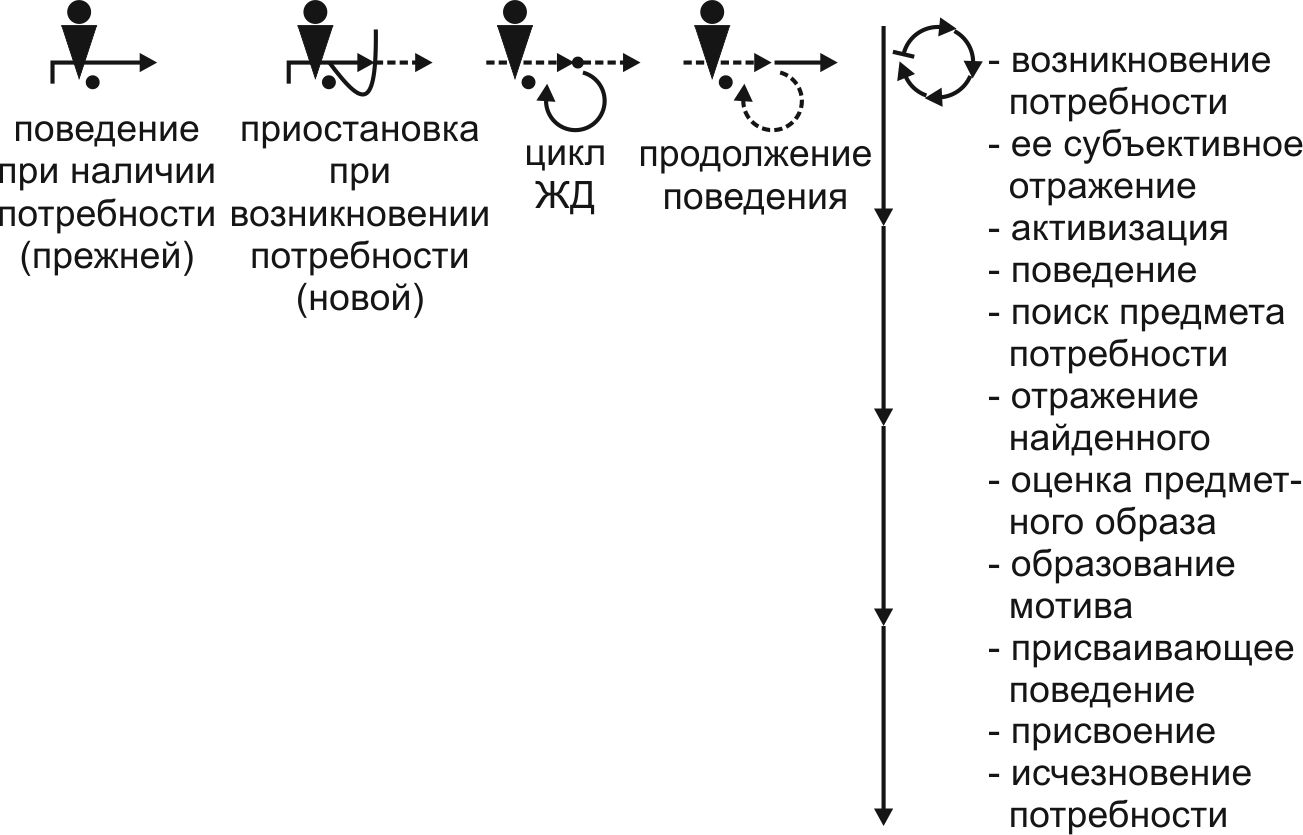 поведение
при наличии
потребности
(прежней)
приостановка
при
возникновении
потребности
(новой)
цикл
ЖД
продолжение
поведения
- возникновение
потребности
- ее субъективное
отражение
- активизация
- поведение
- поиск предмета
потребности
- отражение
найденного
- оценка предмет-
ного образа
- образование
мотива
- присваивающее
поведение
- присвоение
- исчезновение
потребности